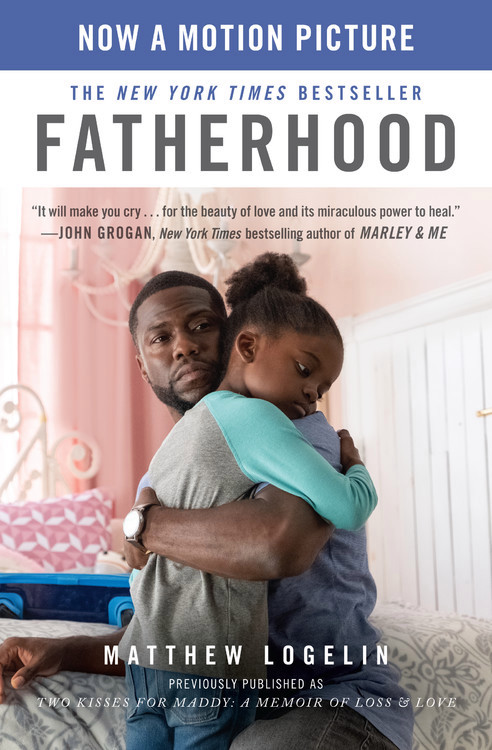 NOW A MOTION PICTURE
THE NEW YORK TIMES BESTSELLER
FATHERHOOD
“It will make you cry . . . for the beauty of love and its miraculous power to heal.”
—JOHN GROGAN, New York Times bestselling author of MARLEY & ME
MATTHEW LOGELIN
PREVIOUSLY PUBLISHED AS
TWO KISSES FOR MADDY: A MEMOIR OF LOSS & LOVE